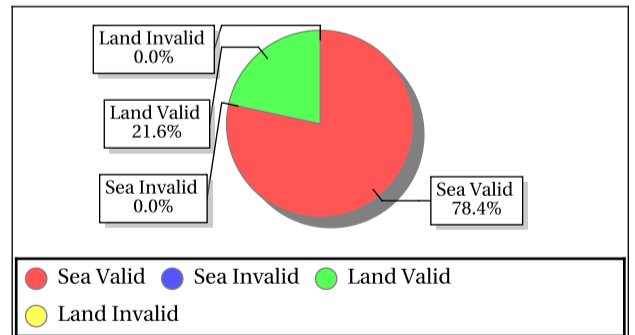 Land Invalid
0.0%
Land Valid
21.6%
Sea Invalid
0.0%
Sea Valid
78.4%
Sea Valid Sea Invalid Land Valid
Land Invalid